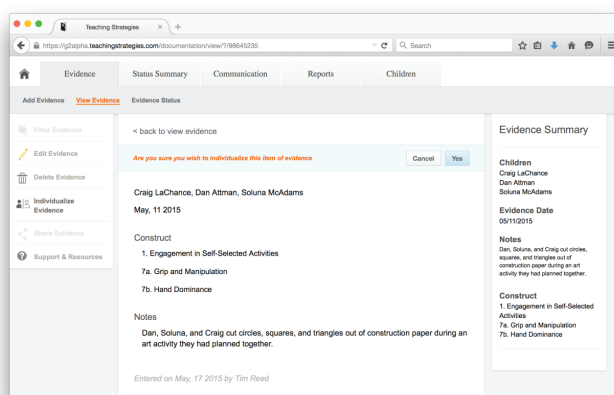 Teaching Strategies
https://g2alpha.teachingstrategies.com/documentation/view/?/98645235
Search
Evidence
Status Summary
Communication
Reports
Children
Add Evidence
View Evidence
Evidence Status
Filter Evidence
Edit Evidence
Delete Evidence
Individualize
Evidence
Share Evidence
Support & Resources
< back to view evidence
Are you sure you wish to individualize this item of evidence
Cancel
Yes
Craig LaChance, Dan Attman, Soluna McAdams
May, 11 2015
Construct
1. Engagement in Self-Selected Activities
7a. Grip and Manipulation
7b. Hand Dominance
Notes
Dan, Soluna, and Craig cut circles, squares, and triangles out of construction paper during an
art activity they had planned together.
Entered on May, 17 2015 by Tim Reed
Evidence Summary
Children
Craig LaChance
Dan Attman
Soluna McAdams
Evidence Date
05/11/2015
Notes
Dan, Soluna, and Craig cut circles,
squares, and triangles out of
construction paper during an art
activity they had planned together.
Construct
1. Engagement in Self-Selected
Activities
7a. Grip and Manipulation
7b. Hand Dominance